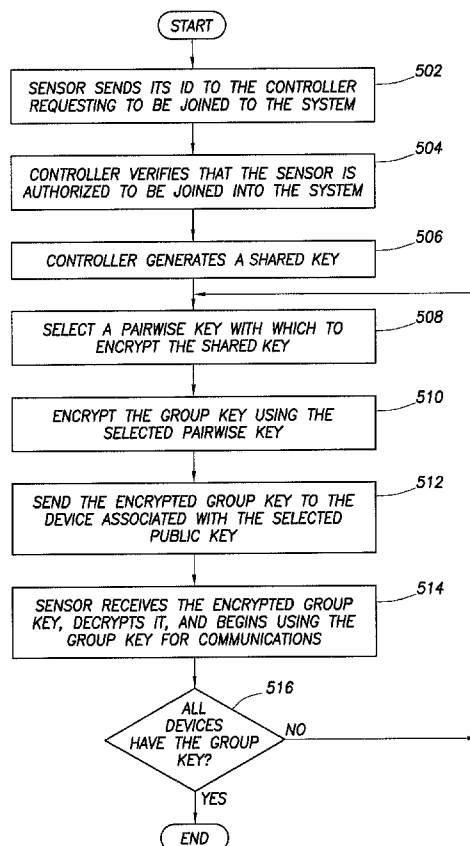 START
SENSOR SENDS ITS ID TO THE CONTROLLER
REQUESTING TO BE JOINED TO THE SYSTEM
502
CONTROLLER VERIFIES THAT THE SENSOR IS
AUTHORIZED TO BE JOINED INTO THE SYSTEM
504
CONTROLLER GENERATES A SHARED KEY
506
SELECT A PAIRWISE KEY WITH WHICH TO
ENCRYPT THE SHARED KEY
508
ENCRYPT THE GROUP KEY USING THE
SELECTED PAIRWISE KEY
510
SEND THE ENCRYPTED GROUP KEY TO THE
DEVICE ASSOCIATED WITH THE SELECTED
PUBLIC KEY
512
SENSOR RECEIVES THE ENCRYPTED GROUP
KEY, DECRYPTS IT, AND BEGINS USING THE
GROUP KEY FOR COMMUNICATIONS
514
516
ALL
DEVICES
HAVE THE GROUP
KEY?
NO
YES
END